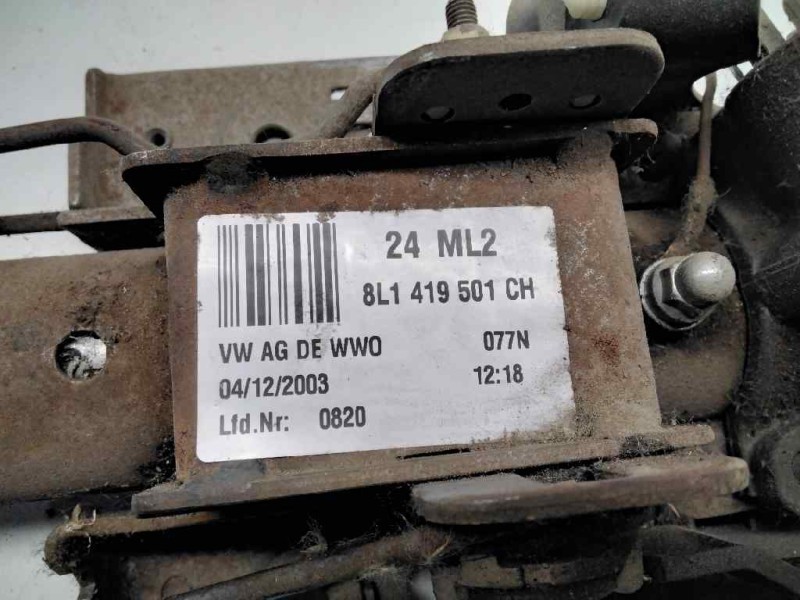 24 ML2
8L1 419 501 CH
VW AG DE WWO 077N
04/12/2003 12:18
Lfd.Nr: 0820